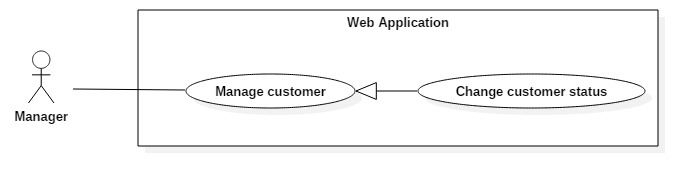 Web Application
Manage customer
Change customer status
Manager